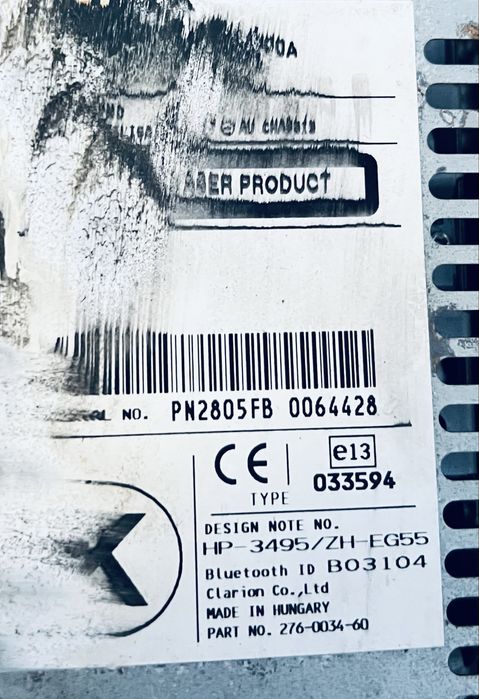 AU CHASSIS
PRODUCT
NO. PN2805FB 0064428
CE
e13
033594
TYPE
DESIGN NOTE NO.
HP-3495/ZH-EG55
Bluetooth ID B03104
Clarion Co.,Ltd
MADE IN HUNGARY
PART NO. 276-0034-60